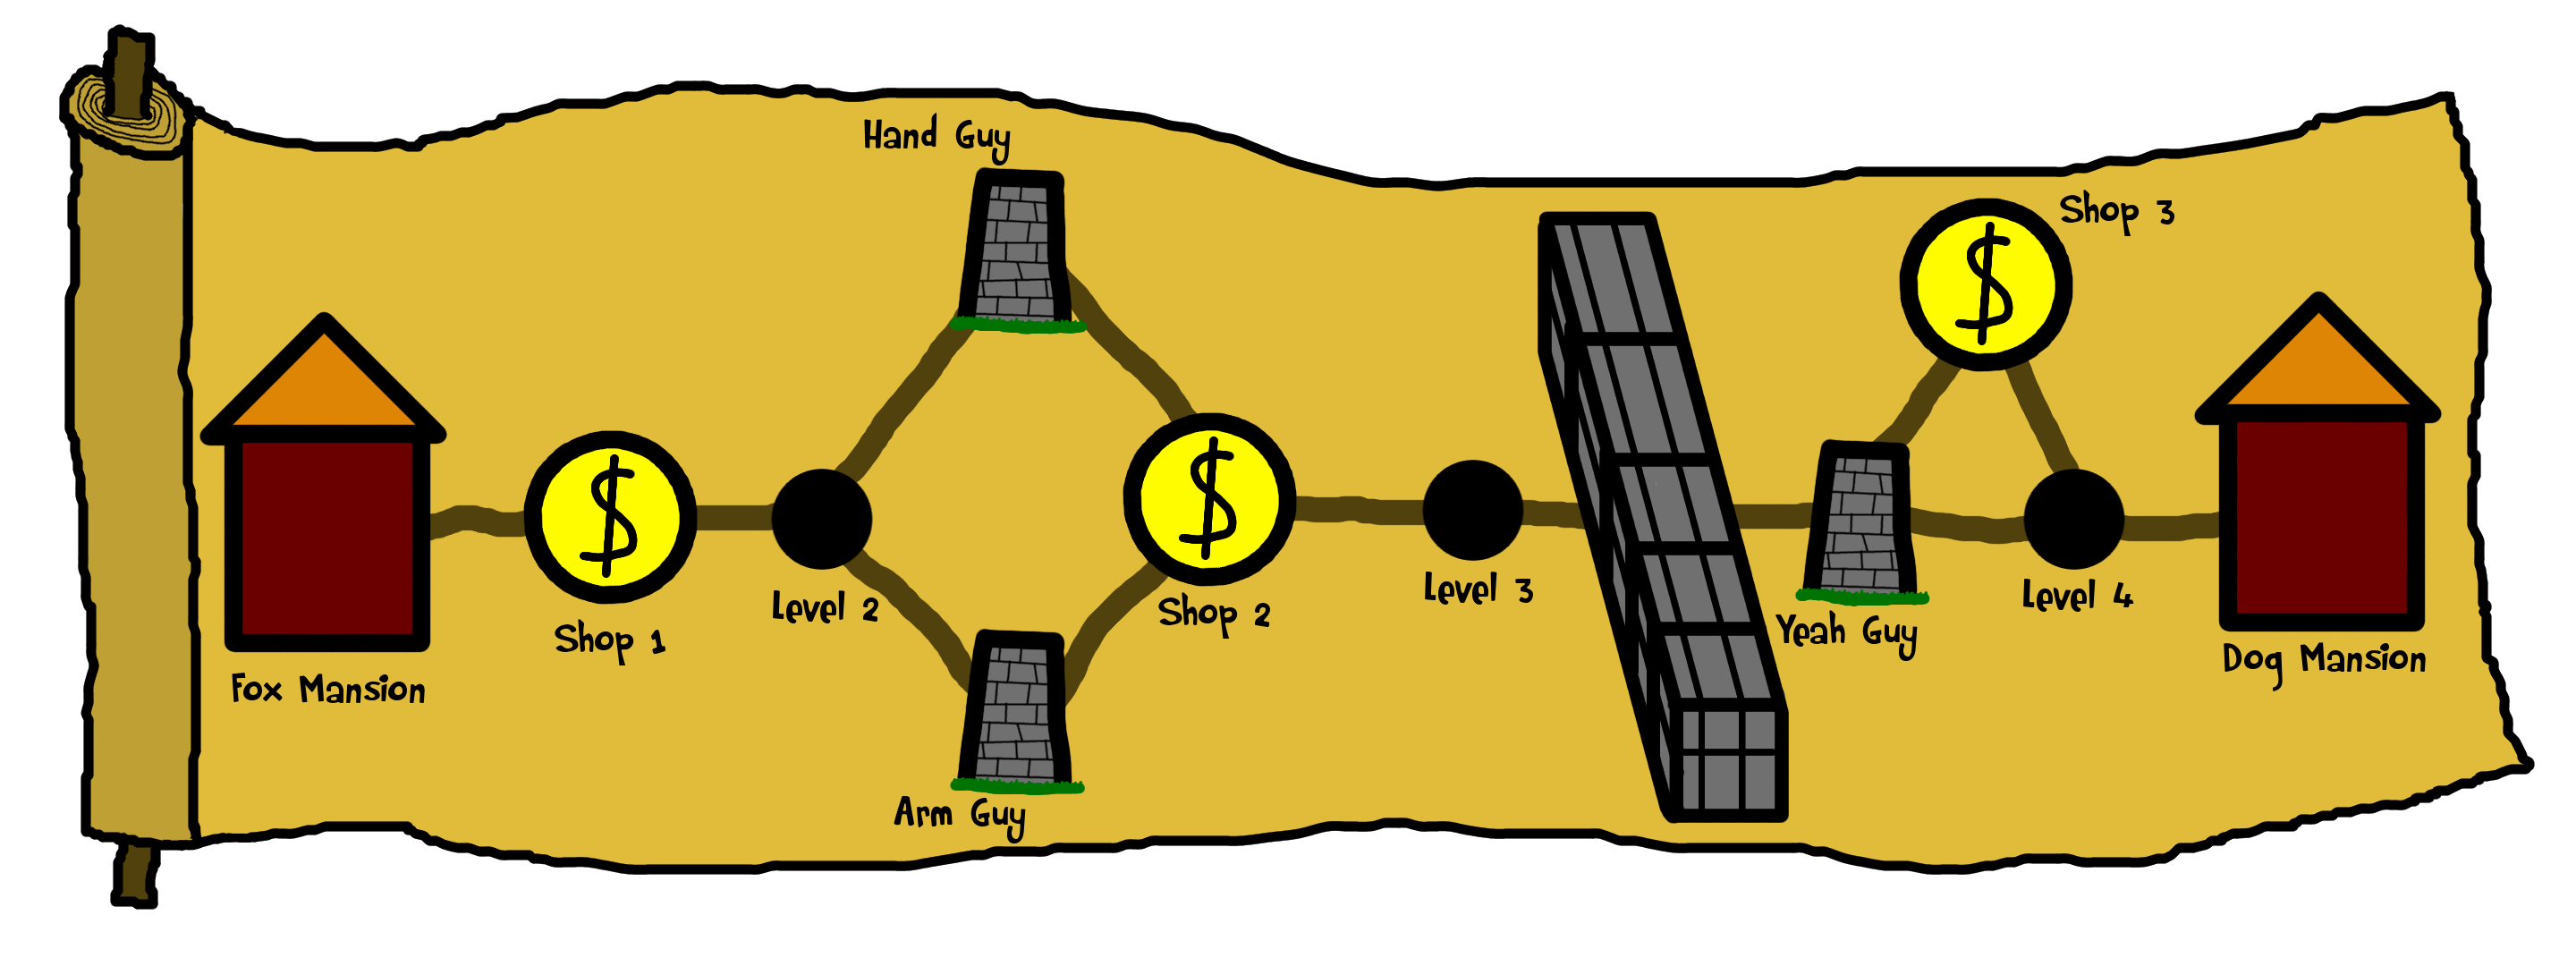 Hand Guy
Shop 3
$
$
$
Level 2
Shop 1
Shop 2
Level 3
Level 4
Yeah Guy
Fox Mansion
Dog Mansion
Arm Guy